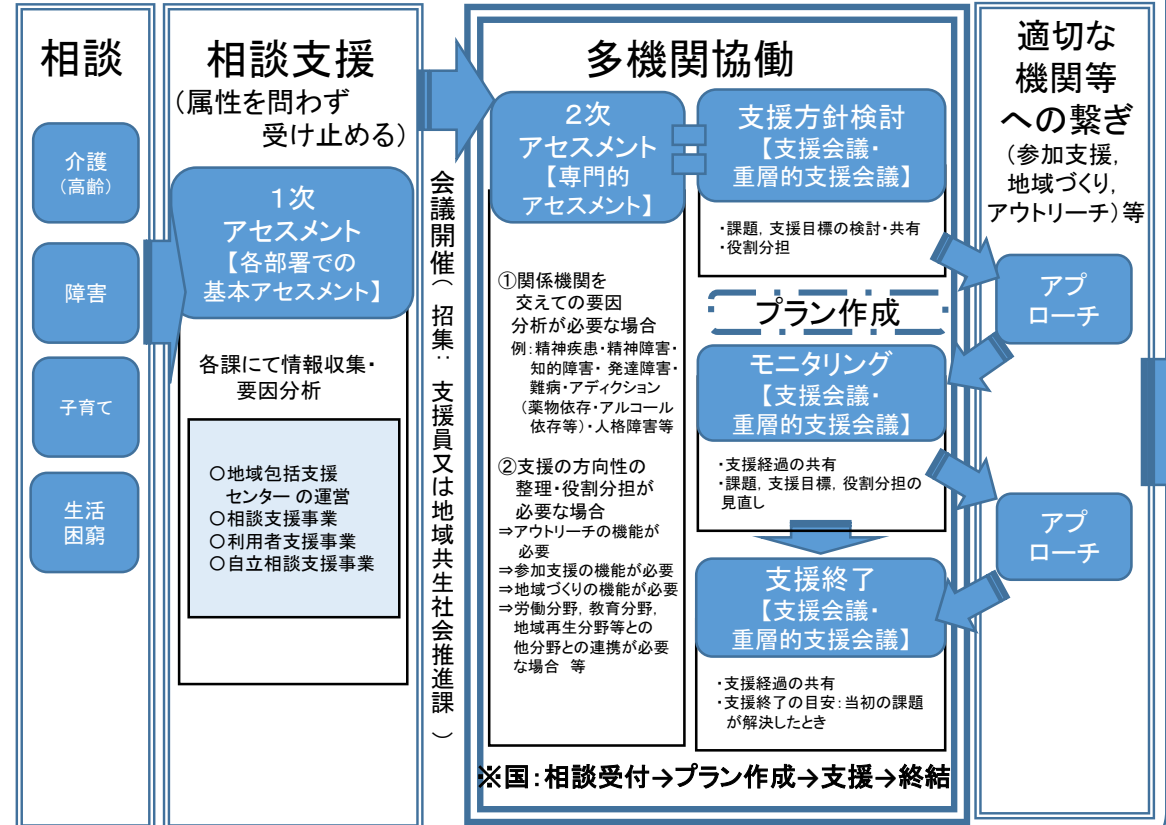 相談
介護
（高齢）
障害
子育て
生活
困窮
相談支援
（属性を問わず
受け止める）
１次
アセスメント
【各部署での
基本アセスメント】
各課にて情報収集・
要因分析
○地域包括支援
センター の運営
○相談支援事業
○利用者支援事業
○自立相談支援事業
会議開催（ 招集： 支援員又は地域共生社会推進課 ）
多機関協働
２次
アセスメント
【専門的
アセスメント】
①関係機関を
交えての要因
分析が必要な場合
例：精神疾患・精神障害・
知的障害・ 発達障害・
難病・アディクション
（薬物依存・アルコール
依存等）・人格障害等
②支援の方向性の
整理・役割分担が
必要な場合
⇒アウトリーチの機能が
必要
⇒参加支援の機能が必要
⇒地域づくりの機能が必要
⇒労働分野，教育分野，
地域再生分野等との
他分野との連携が必要
な場合 等
支援方針検討
【支援会議・
重層的支援会議】
・課題，支援目標の検討・共有
・役割分担
プラン作成
モニタリング
【支援会議・
重層的支援会議】
・支援経過の共有
・課題，支援目標，役割分担の
見直し
支援終了
【支援会議・
重層的支援会議】
・支援経過の共有
・支援終了の目安：当初の課題
が解決したとき
※国：相談受付→プラン作成→支援→終結
適切な
機関等
への繋ぎ
（参加支援，
地域づくり，
アウトリーチ）等
アプ
ローチ
アプ
ローチ